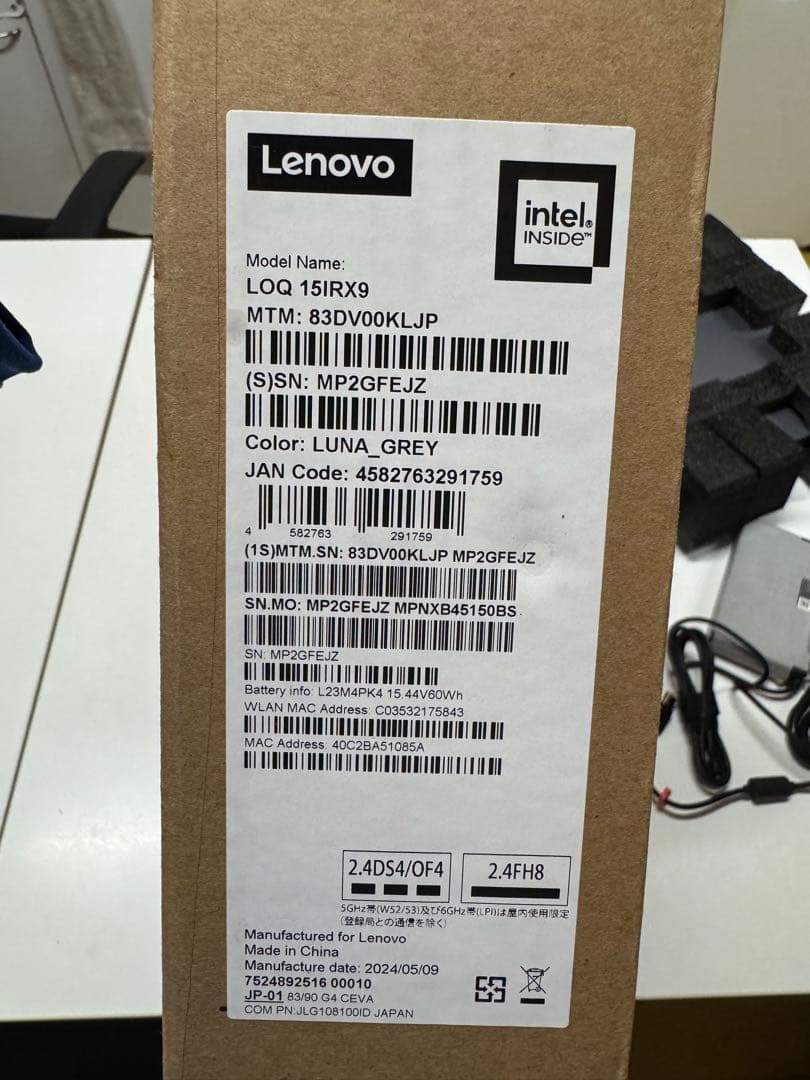 Lenovo
intel®
INSIDE™
Model Name:
LOQ 15IRX9
MTM: 83DV00KLJP
(S)SN: MP2GFEJZ
Color: LUNA_GREY
JAN Code: 4582763291759
4 582763 291759
(1S)MTM.SN: 83DV00KLJP MP2GFEJZ
SN.MO: MP2GFEJZ MPNXB45150BS
SN: MP2GFEJZ
Battery info: L23M4PK4 15.44V60Wh
WLAN MAC Address: C03532175843
MAC Address: 40C2BA51085A
2.4DS4/OF4 2.4FH8
5GHz帯(W52/53)及び6GHz帯(LPI)は屋内使用限定
(登録局との通信を除く)
Manufactured for Lenovo
Made in China
Manufacture date: 2024/05/09
7524892516 00010
JP-01 83/90 G4 CEVA
COM PN:JLG108100ID JAPAN